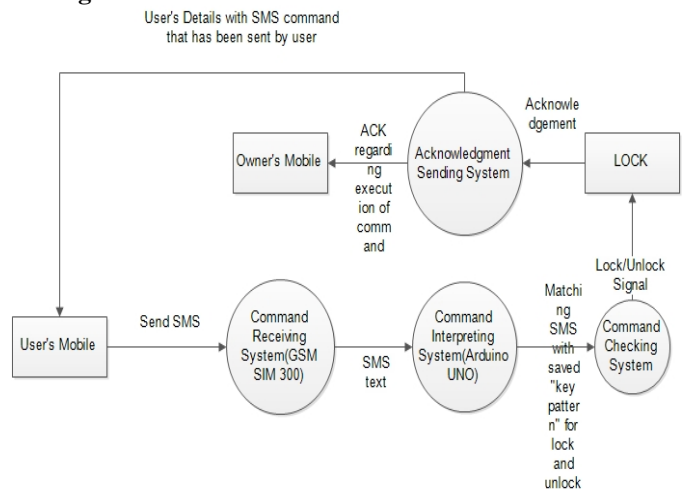 User's Details with SMS command
that has been sent by user
Acknowle
dgement
ACK
regardi
ng
execut
ion of
comm
and
Owner's Mobile
Acknowledgment
Sending System
LOCK
Lock/Unlock
Signal
User's Mobile
Send SMS
Command
Receiving
System(GSM
SIM 300)
SMS
text
Command
Interpreting
System(Arduino
UNO)
Matchi
ng
SMS
with
saved
"key
patter
n" for
lock
and
unlock
Command
Checking
System